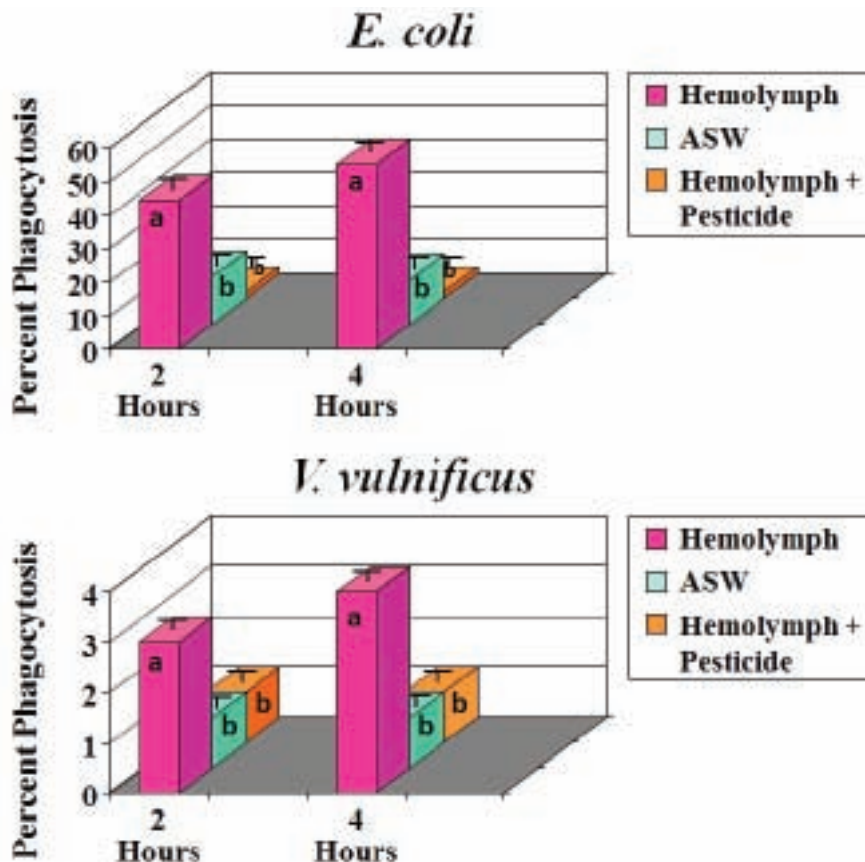 E. coli
Percent Phagocytosis
60
50
40
30
20
10
0
a
b
b
a
b
b
2
Hours
4
Hours
Hemolymph
ASW
Hemolymph +
Pesticide
V. vulnificus
Percent Phagocytosis
4
3
2
1
0
a
b
b
a
b
b
2
Hours
4
Hours
Hemolymph
ASW
Hemolymph +
Pesticide